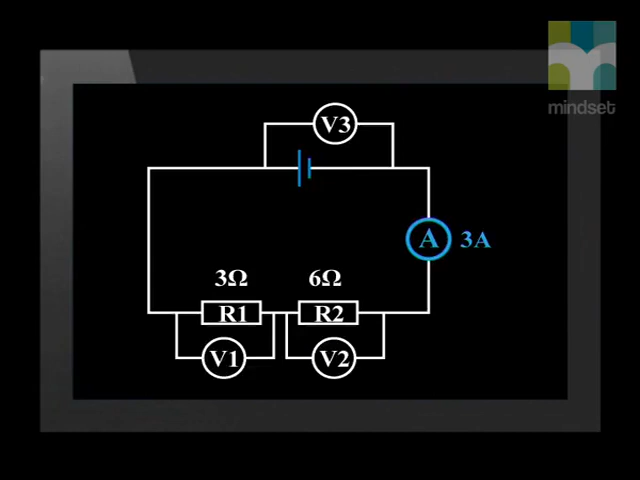 mindset
V3
A 3A
3Ω 6Ω
R1 R2
V1 V2